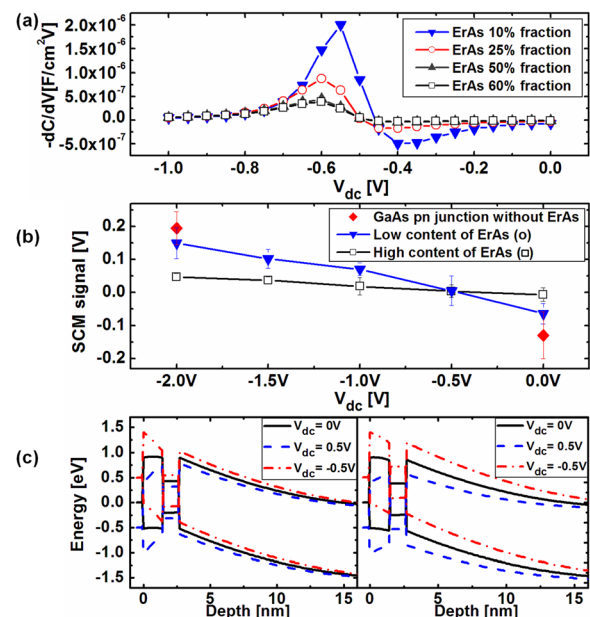 (a)
2.0x10⁻⁶
1.5x10⁻⁶
1.0x10⁻⁶
5.0x10⁻⁷
0.0
-5.0x10⁻⁷
-dC/dV[F/cm²V]
ErAs 10% fraction
ErAs 25% fraction
ErAs 50% fraction
ErAs 60% fraction
-1.0 -0.8 -0.6 -0.4 -0.2 0.0
V_dc [V]
(b)
0.2
0.1
0.0
-0.1
-0.2
SCM signal [V]
GaAs pn junction without ErAs
Low content of ErAs (o)
High content of ErAs (□)
-2.0V -1.5V -1.0V -0.5V 0.0V
V_dc [V]
(c)
1.5
1.0
0.5
0.0
-0.5
-1.0
-1.5
Energy [eV]
V_dc= 0V
V_dc= 0.5V
V_dc= -0.5V
V_dc= 0V
V_dc= 0.5V
V_dc= -0.5V
0 5 10 15 0 5 10 15
Depth [nm] Depth [nm]